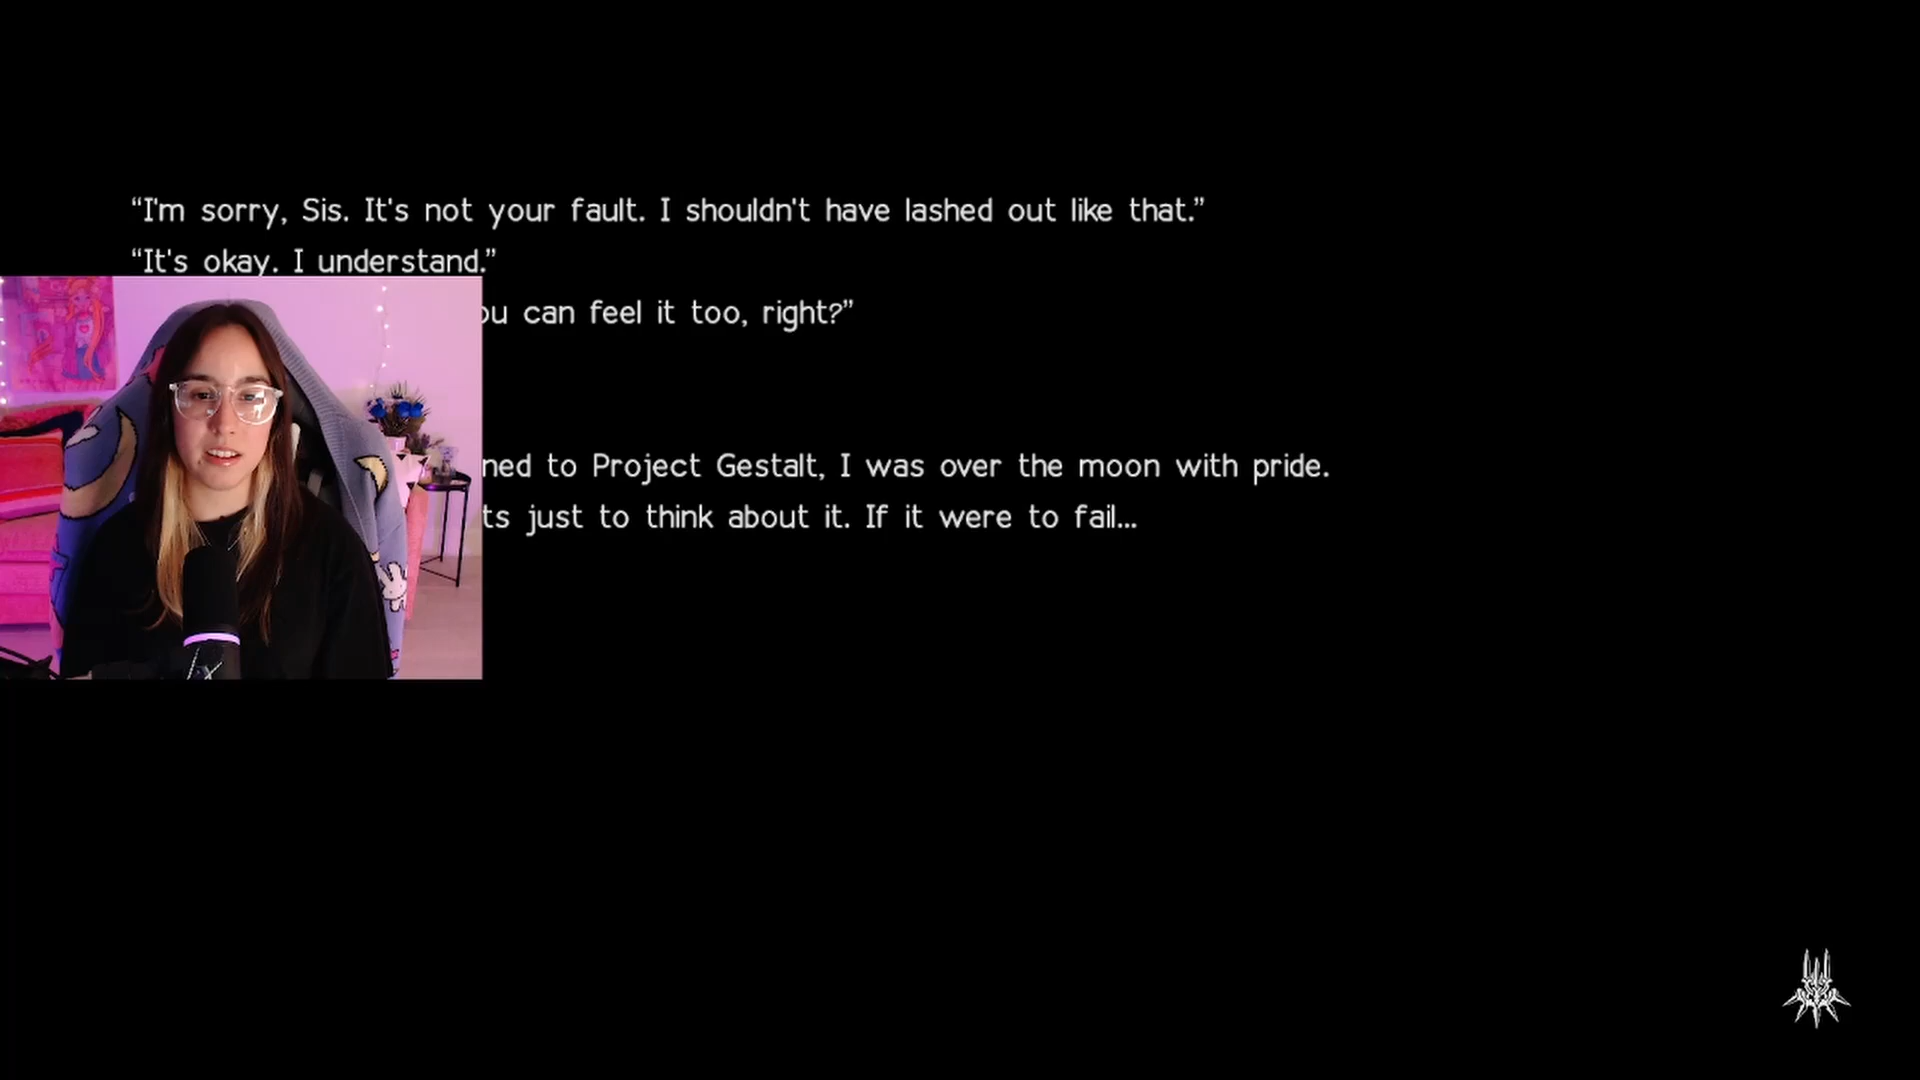 “I'm sorry, Sis. It's not your fault. I shouldn't have lashed out like that.”
“It's okay. I understand.”
can feel it too, right?”
to Project Gestalt, I was over the moon with pride.
just to think about it. If it were to fail...